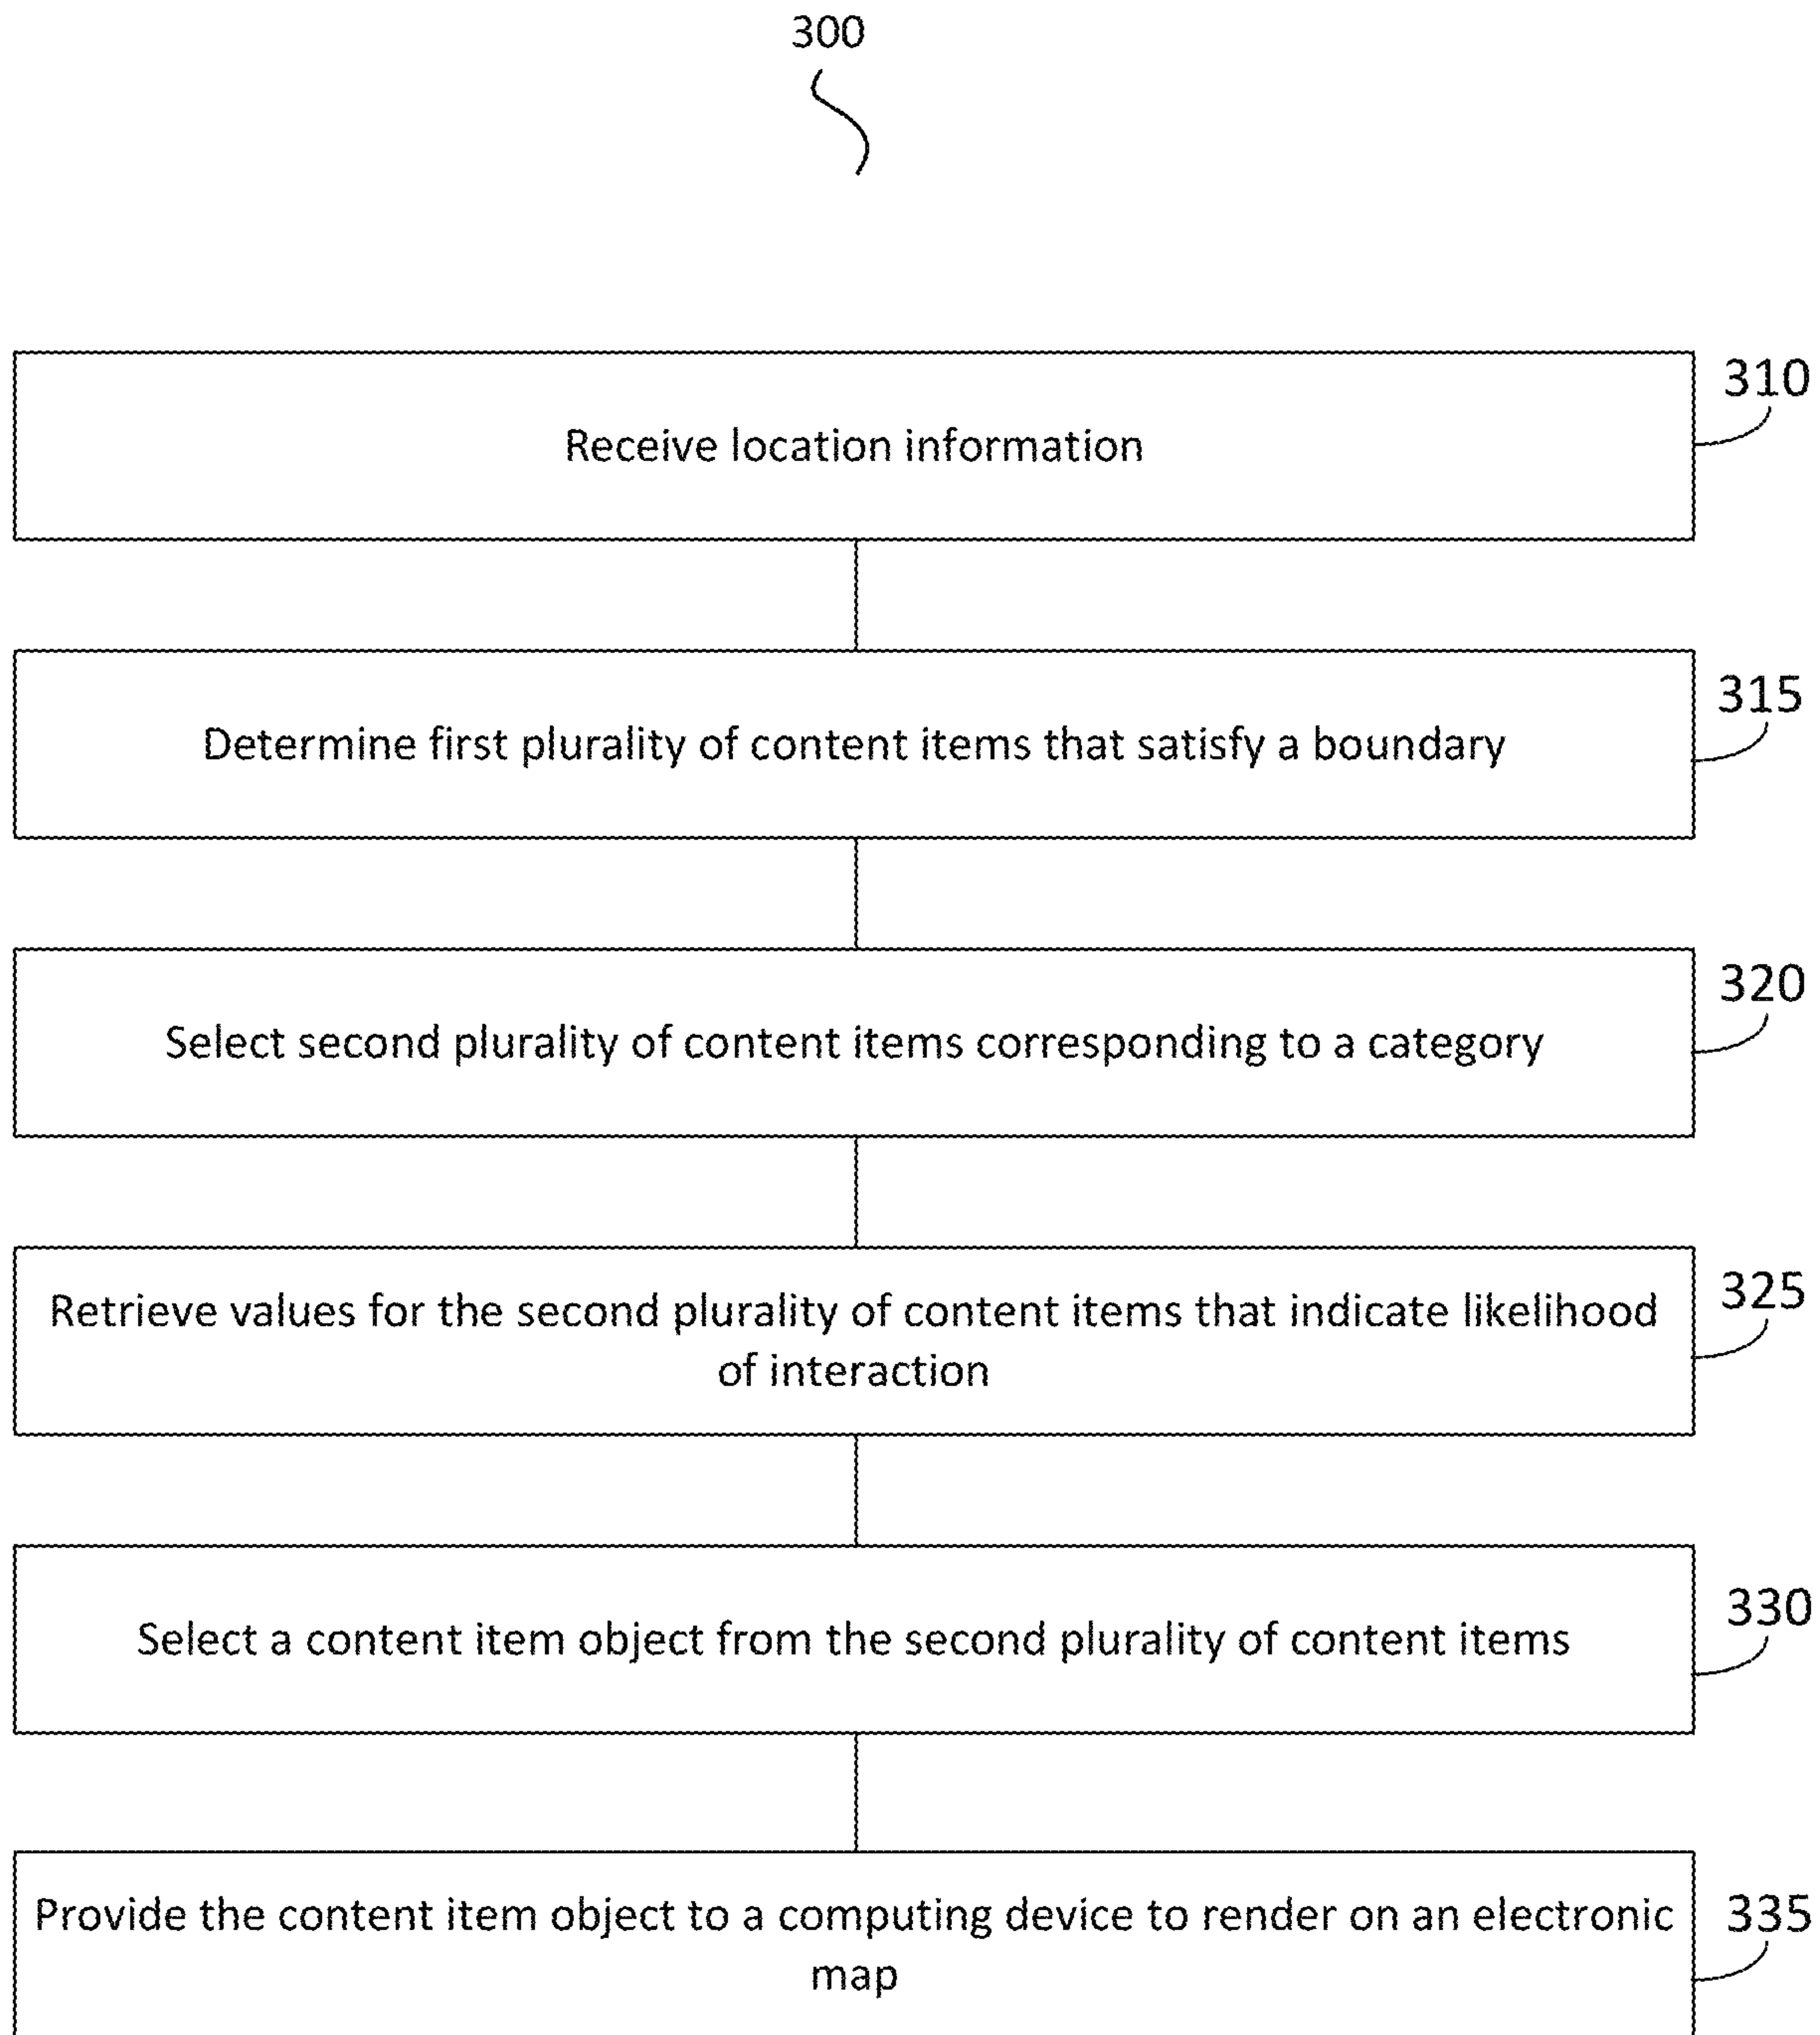 300
310
Receive location information
315
Determine first plurality of content items that satisfy a boundary
320
Select second plurality of content items corresponding to a category
325
Retrieve values for the second plurality of content items that indicate likelihood
of interaction
330
Select a content item object from the second plurality of content items
335
Provide the content item object to a computing device to render on an electronic
map